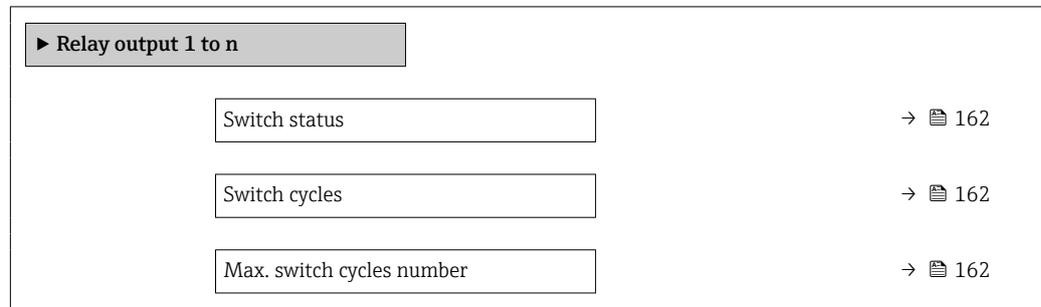 ▶ Relay output 1 to n
Switch status → 162
Switch cycles → 162
Max. switch cycles number → 162